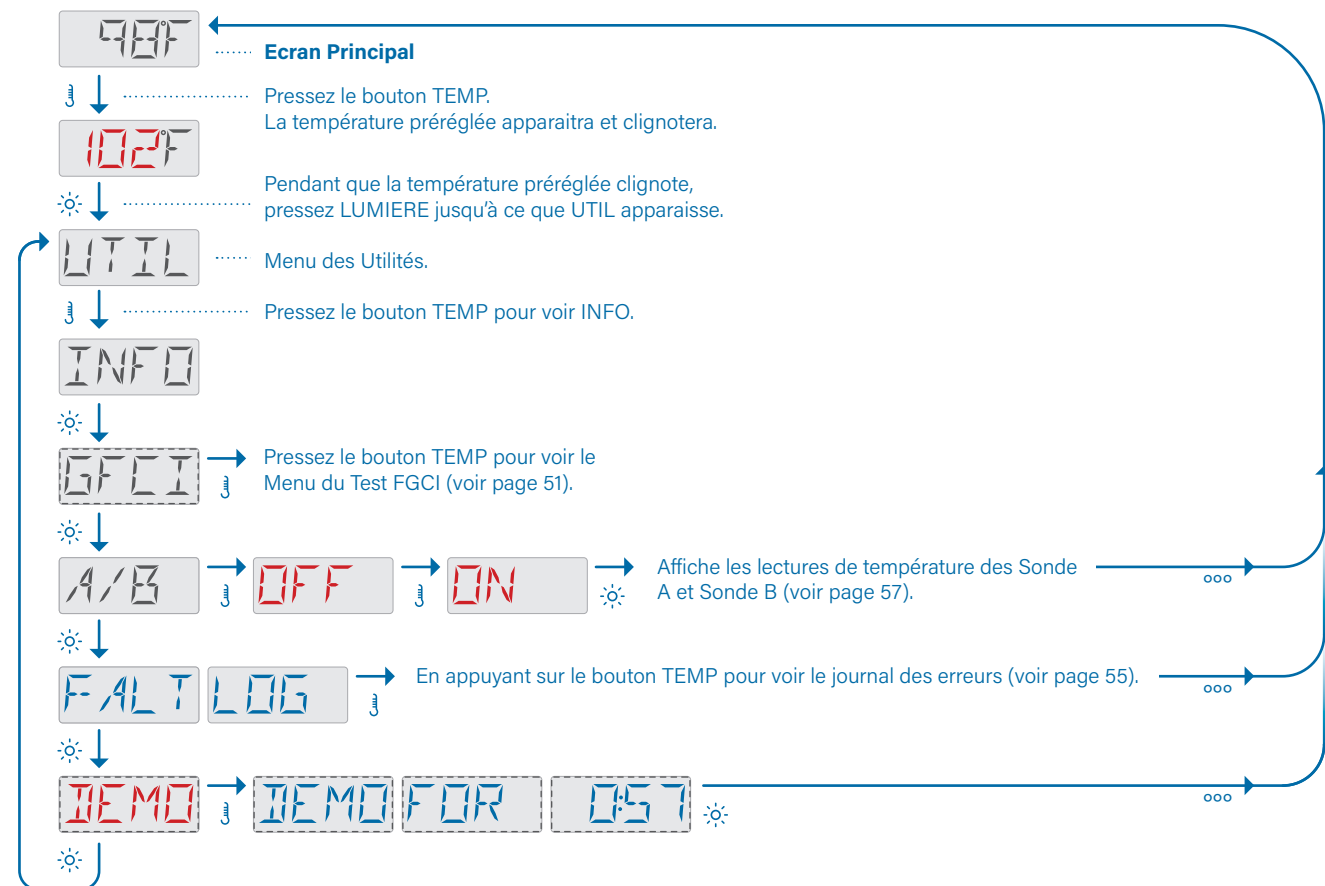 98°F
Ecran Principal
Pressez le bouton TEMP.
La température préréglée apparaitra et clignotera.
102°F
Pendant que la température préréglée clignote,
pressez LUMIERE jusqu'à ce que UTIL apparaisse.
UTIL
Menu des Utilités.
Pressez le bouton TEMP pour voir INFO.
INFO
GFCI
Pressez le bouton TEMP pour voir le
Menu du Test FGCI (voir page 51).
A/B OFF ON
Affiche les lectures de température des Sonde
A et Sonde B (voir page 57).
FALT LOG
En appuyant sur le bouton TEMP pour voir le journal des erreurs (voir page 55).
DEMO DEMO FOR 0:57